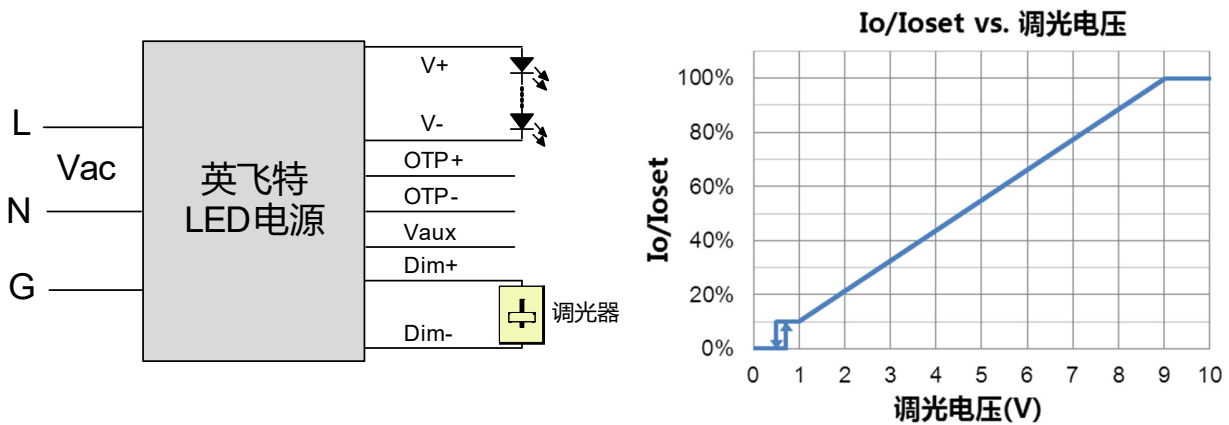 L
Vac
N
G
英飞特
LED电源
V+
V-
OTP+
OTP-
Vaux
Dim+
Dim-
调光器
Io/Ioset vs. 调光电压
Io/Ioset
100%
80%
60%
40%
20%
0%
0 1 2 3 4 5 6 7 8 9 10
调光电压(V)